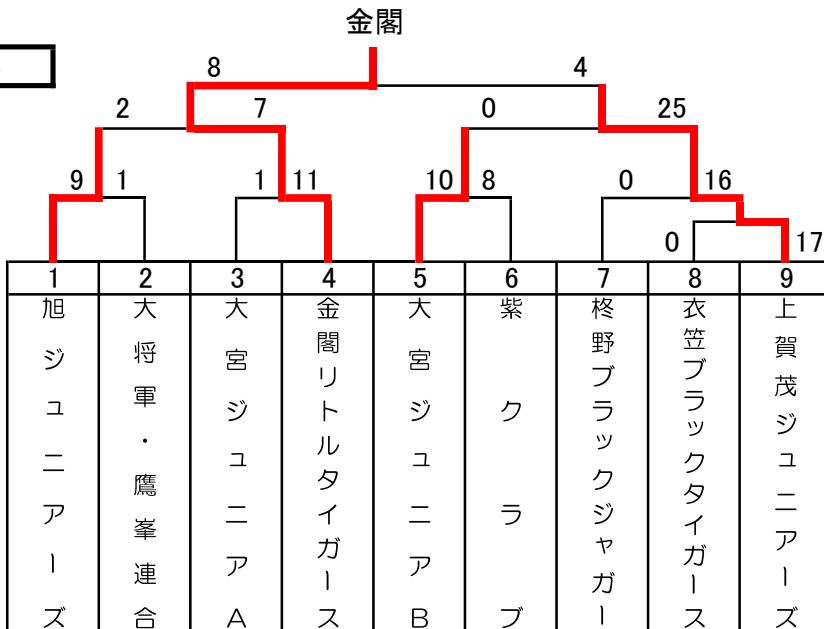 金閣
8 4
2 7 0 25
9 1 1 11 10 8 0 16
0 17
1 2 3 4 5 6 7 8 9
旭ジュニアーズ
大将軍・鷹峯連合
大宮ジュニアA
金閣リトルタイガース
大宮ジュニアB
紫クラブ
柊野ブラックジャガー
衣笠ブラックタイガース
上賀茂ジュニアーズ